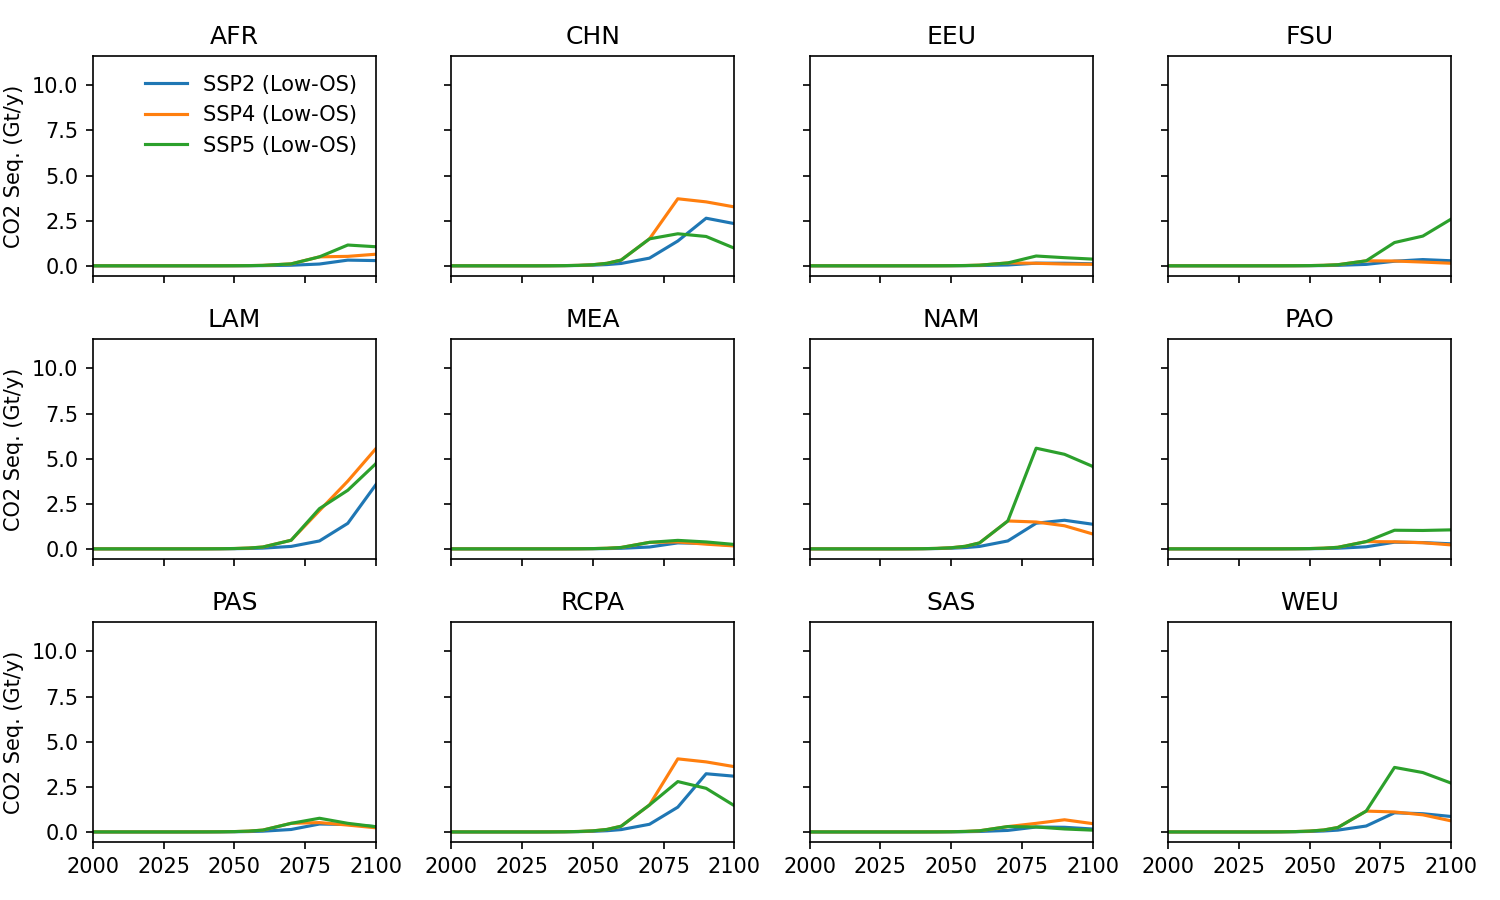 AFR CHN EEU FSU
CO2 Seq. (Gt/y)
10.0
7.5
5.0
2.5
0.0
SSP2 (Low-OS)
SSP4 (Low-OS)
SSP5 (Low-OS)
LAM MEA NAM PAO
CO2 Seq. (Gt/y)
10.0
7.5
5.0
2.5
0.0
PAS RCPA SAS WEU
CO2 Seq. (Gt/y)
10.0
7.5
5.0
2.5
0.0
2000 2025 2050 2075 2100 2000 2025 2050 2075 2100 2000 2025 2050 2075 2100 2000 2025 2050 2075 2100